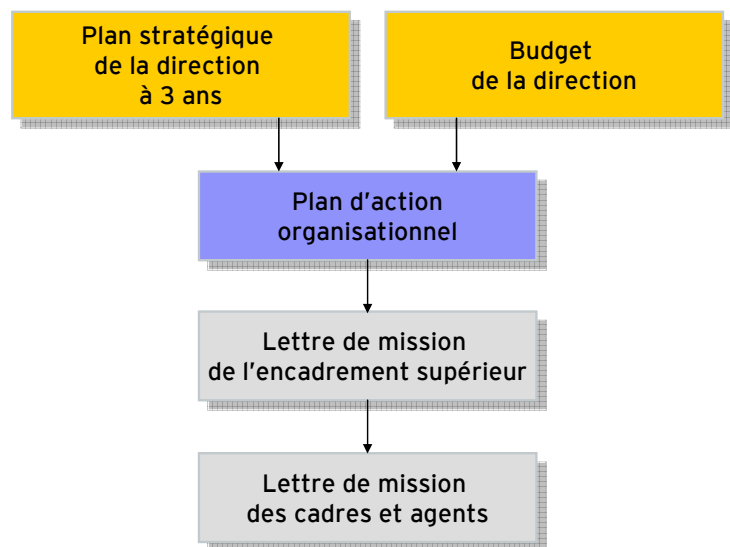 Plan stratégique
de la direction
à 3 ans
Budget
de la direction
Plan d'action
organisationnel
Lettre de mission
de l'encadrement supérieur
Lettre de mission
des cadres et agents